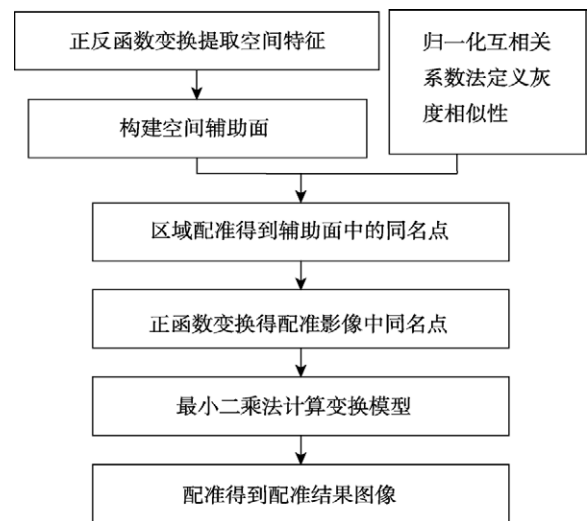 正反函数变换提取空间特征
归一化互相关
系数法定义灰
度相似性
构建空间辅助面
区域配准得到辅助面中的同名点
正函数变换得配准影像中同名点
最小二乘法计算变换模型
配准得到配准结果图像